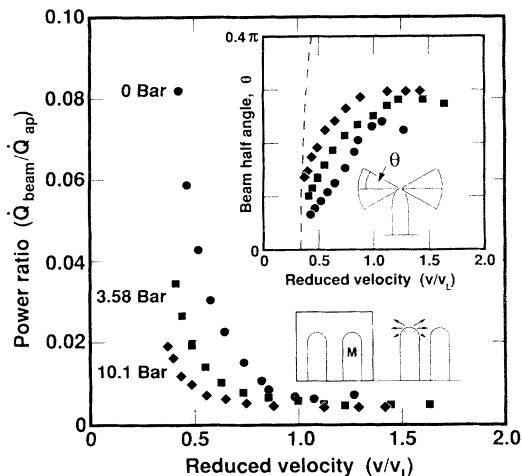 0.10
0.08
0.06
0.04
0.02
0
Power ratio (Q̇beam/Q̇ap)
0 Bar
3.58 Bar
10.1 Bar
0
0.5
1.0
1.5
2.0
Reduced velocity (v/vL)
0.4 π
Beam half angle, θ
0
0.5
1.0
1.5
2.0
Reduced velocity (v/vL)
θ
M